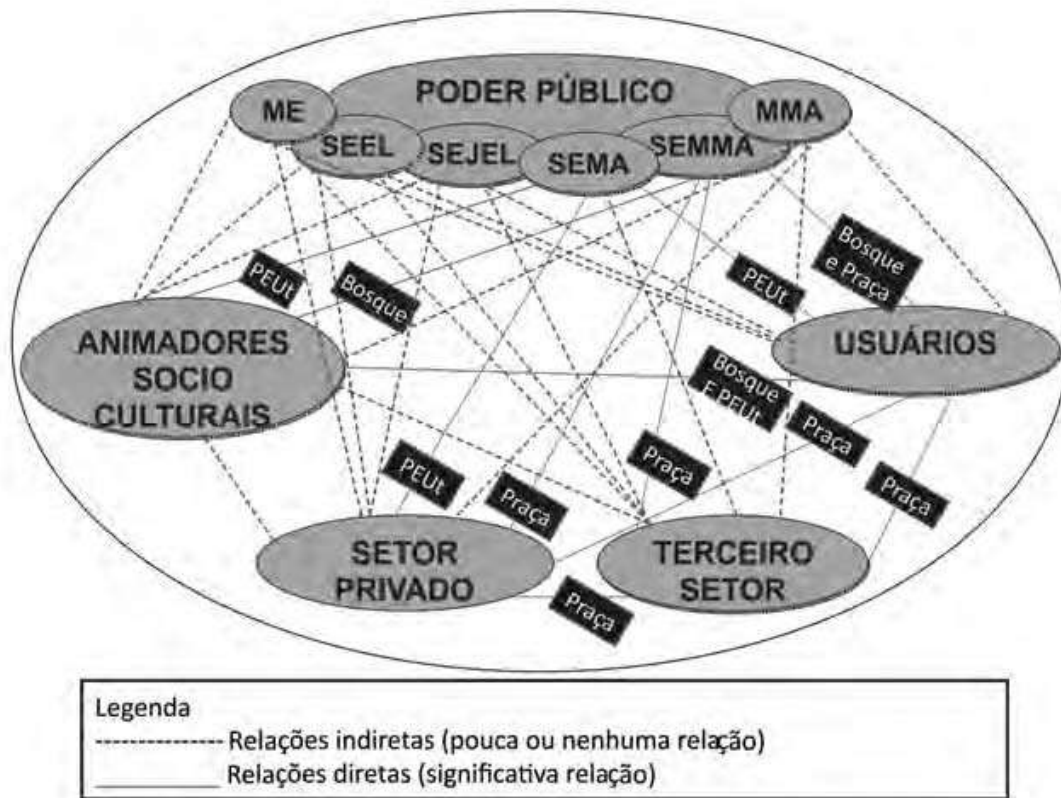 PODER PÚBLICO
ME
MMA
SEEL
SEJEL
SEMA
SEMMA
PEUt
Bosque
PEUt
Bosque
e Praça
ANIMADORES
SOCIO
CULTURAIS
USUÁRIOS
Bosque
E PEUt
Praça
Praça
PEUt
Praça
Praça
SETOR
PRIVADO
TERCEIRO
SETOR
Praça
Legenda
Relações indiretas (pouca ou nenhuma relação)
Relações diretas (significativa relação)